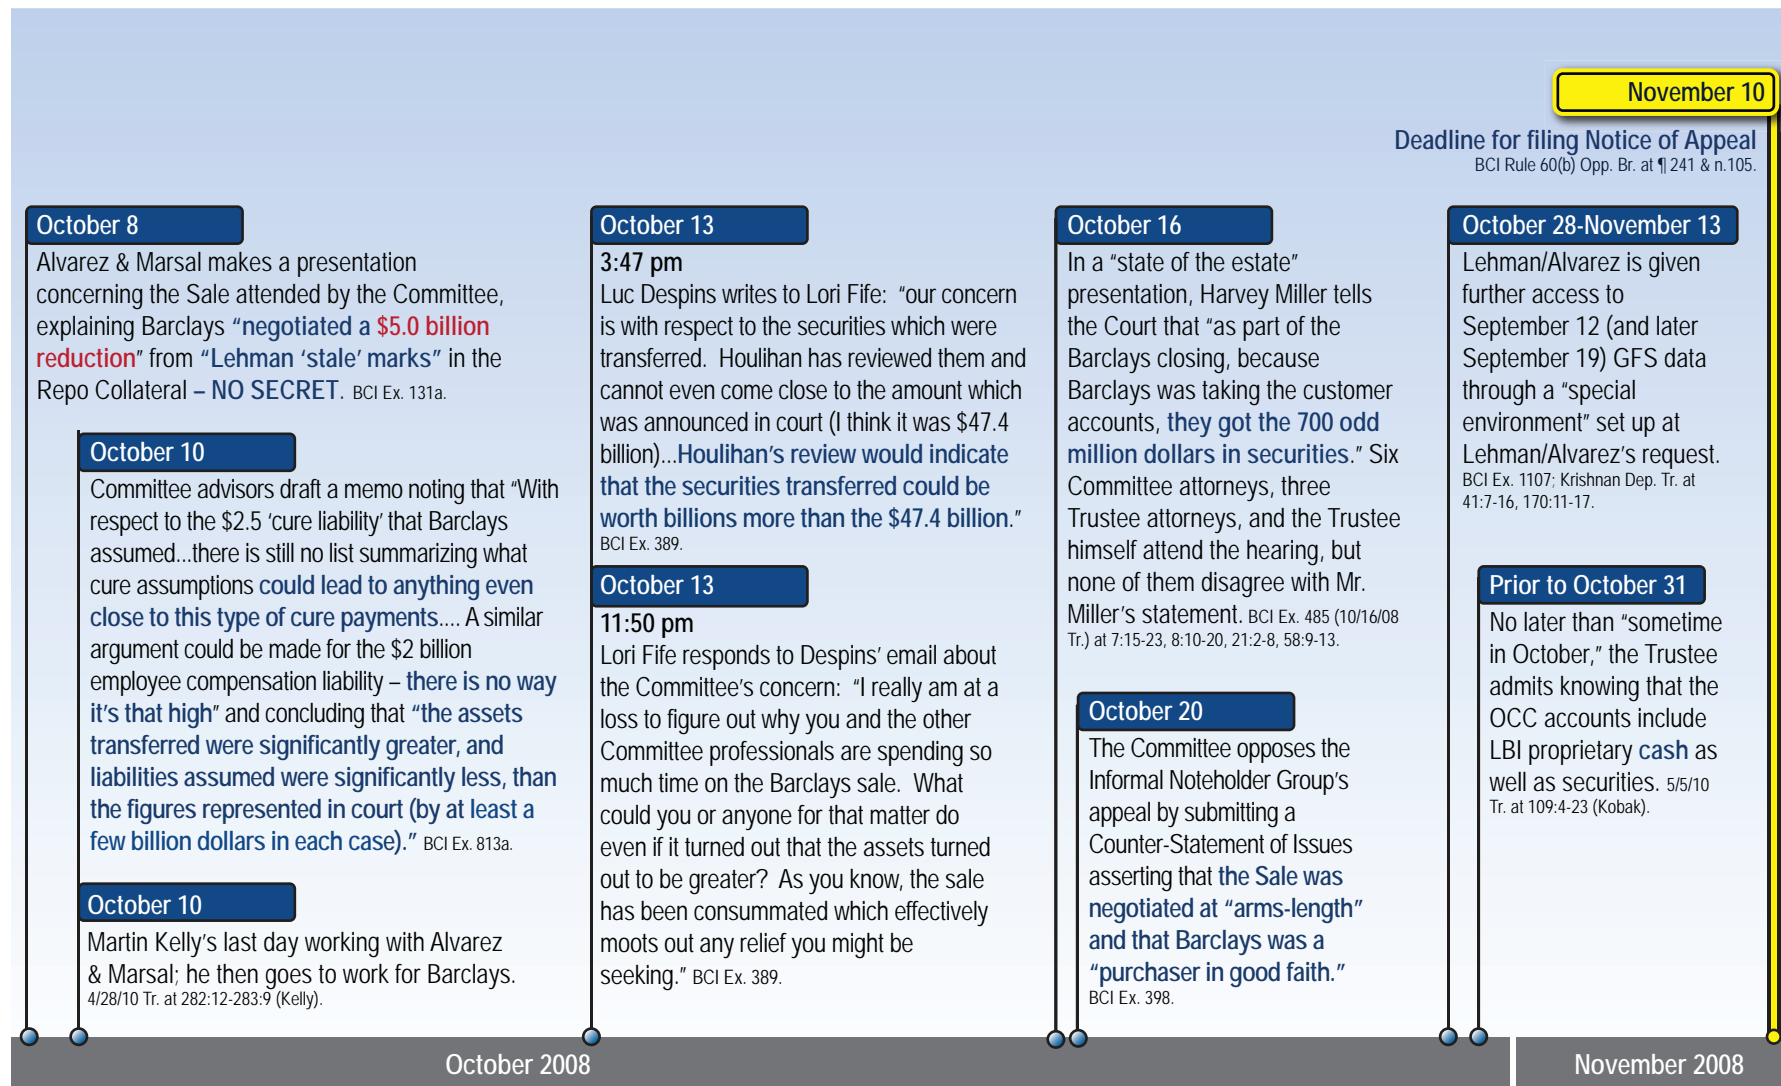 November 10
Deadline for filing Notice of Appeal
BCI Rule 60(b) Opp. Br. at ¶ 241 & n.105.
October 8
Alvarez & Marsal makes a presentation
concerning the Sale attended by the Committee,
explaining Barclays “negotiated a $5.0 billion
reduction” from “Lehman ‘stale’ marks” in the
Repo Collateral – NO SECRET. BCI Ex. 131a.
October 10
Committee advisors draft a memo noting that “With
respect to the $2.5 ‘cure liability’ that Barclays
assumed...there is still no list summarizing what
cure assumptions could lead to anything even
close to this type of cure payments.... A similar
argument could be made for the $2 billion
employee compensation liability – there is no way
it’s that high” and concluding that “the assets
transferred were significantly greater, and
liabilities assumed were significantly less, than
the figures represented in court (by at least a
few billion dollars in each case).” BCI Ex. 813a.
October 10
Martin Kelly’s last day working with Alvarez
& Marsal; he then goes to work for Barclays.
4/28/10 Tr. at 282:12-283:9 (Kelly).
October 13
3:47 pm
Luc Despins writes to Lori Fife: “our concern
is with respect to the securities which were
transferred. Houlihan has reviewed them and
cannot even come close to the amount which
was announced in court (I think it was $47.4
billion)...Houlihan’s review would indicate
that the securities transferred could be
worth billions more than the $47.4 billion.”
BCI Ex. 389.
October 13
11:50 pm
Lori Fife responds to Despins’ email about
the Committee’s concern: “I really am at a
loss to figure out why you and the other
Committee professionals are spending so
much time on the Barclays sale. What
could you or anyone for that matter do
even if it turned out that the assets turned
out to be greater? As you know, the sale
has been consummated which effectively
moots out any relief you might be
seeking.” BCI Ex. 389.
October 16
In a “state of the estate”
presentation, Harvey Miller tells
the Court that “as part of the
Barclays closing, because
Barclays was taking the customer
accounts, they got the 700 odd
million dollars in securities.” Six
Committee attorneys, three
Trustee attorneys, and the Trustee
himself attend the hearing, but
none of them disagree with Mr.
Miller’s statement. BCI Ex. 485 (10/16/08
Tr.) at 7:15-23, 8:10-20, 21:2-8, 58:9-13.
October 20
The Committee opposes the
Informal Noteholder Group’s
appeal by submitting a
Counter-Statement of Issues
asserting that the Sale was
negotiated at “arms-length”
and that Barclays was a
“purchaser in good faith.”
BCI Ex. 398.
October 28-November 13
Lehman/Alvarez is given
further access to
September 12 (and later
September 19) GFS data
through a “special
environment” set up at
Lehman/Alvarez’s request.
BCI Ex. 1107; Krishnan Dep. Tr. at
41:7-16, 170:11-17.
Prior to October 31
No later than “sometime
in October,” the Trustee
admits knowing that the
OCC accounts include
LBI proprietary cash as
well as securities. 5/5/10
Tr. at 109:4-23 (Kobak).
October 2008
November 2008